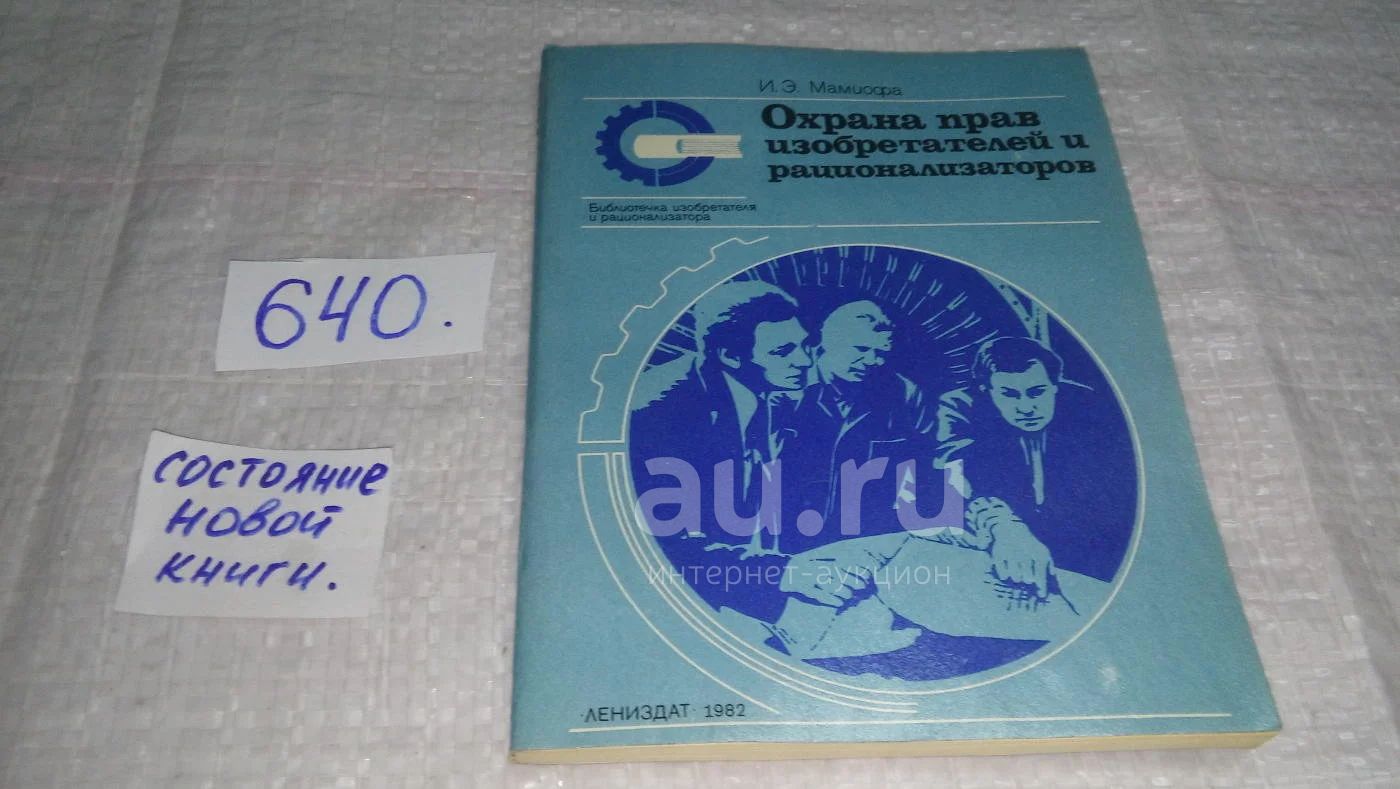 И.Э. Мамиофа
Охрана прав
изобретателей и
рационализаторов
Библиотечка изобретателя
и рационализатора
640.
состояние
новой
книги.
au.ru
интернет-аукцион
·ЛЕНИЗДАТ· 1982